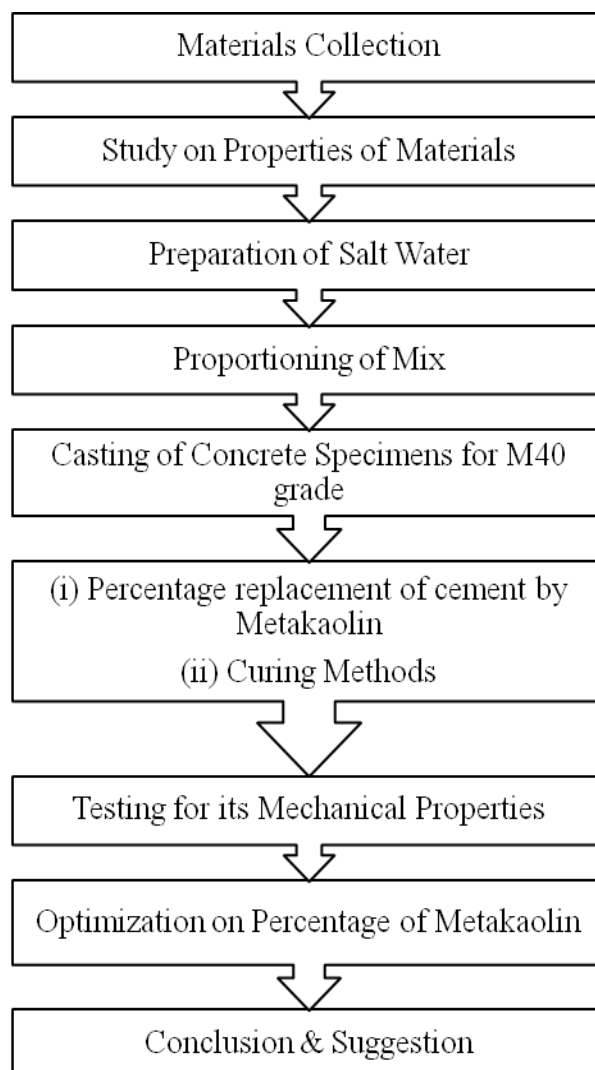 Materials Collection
Study on Properties of Materials
Preparation of Salt Water
Proportioning of Mix
Casting of Concrete Specimens for M40
grade
(i) Percentage replacement of cement by
Metakaolin
(ii) Curing Methods
Testing for its Mechanical Properties
Optimization on Percentage of Metakaolin
Conclusion & Suggestion